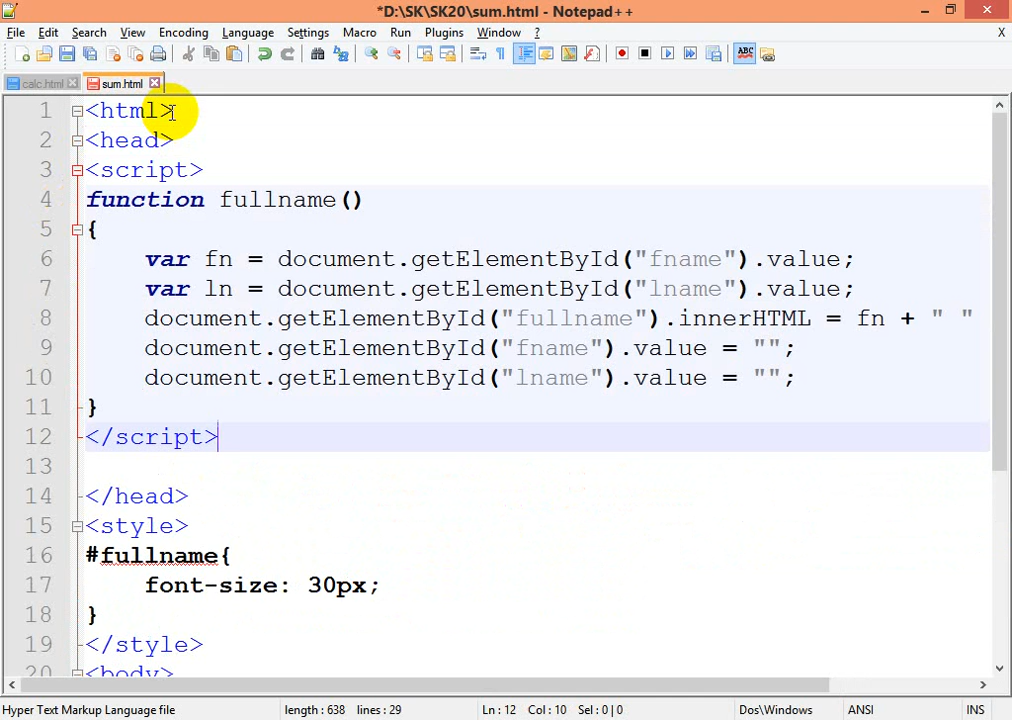 *D:\SK\SK20\sum.html - Notepad++
File Edit Search View Encoding Language Settings Macro Run Plugins Window ? X
ABC
calc.html sum.html
1 <html>
2 <head>
3 <script>
4 function fullname()
5 {
6 var fn = document.getElementById("fname").value;
7 var ln = document.getElementById("lname").value;
8 document.getElementById("fullname").innerHTML = fn + " "
9 document.getElementById("fname").value = "";
10 document.getElementById("lname").value = "";
11 }
12 </script>
13
14 </head>
15 <style>
16 #fullname{
17 font-size: 30px;
18 }
19 </style>
20 <body>
Hyper Text Markup Language file length : 638 lines : 29 Ln : 12 Col : 10 Sel : 0 | 0 Dos\Windows ANSI INS